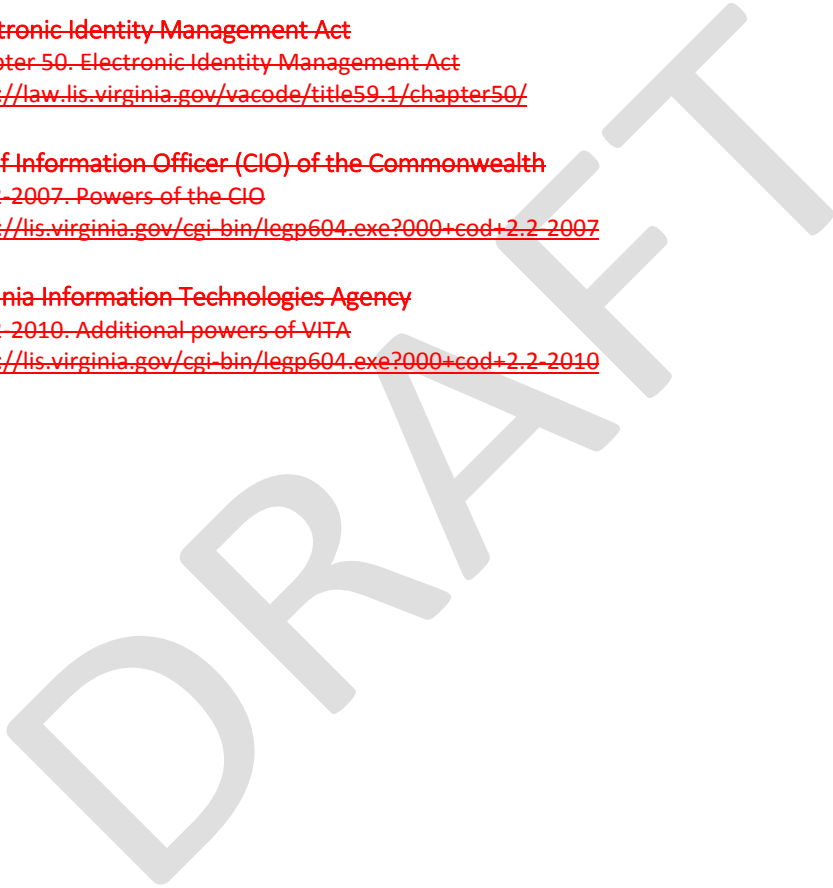 tronic Identity Management Act
pter 50. Electronic Identity Management Act
://law.lis.virginia.gov/vacode/title59.1/chapter50/
f Information Officer (CIO) of the Commonwealth
-2007. Powers of the CIO
://lis.virginia.gov/cgi-bin/legp604.exe?000+cod+2.2-2007
nia Information Technologies Agency
-2010. Additional powers of VITA
://lis.virginia.gov/cgi-bin/legp604.exe?000+cod+2.2-2010
DRAFT